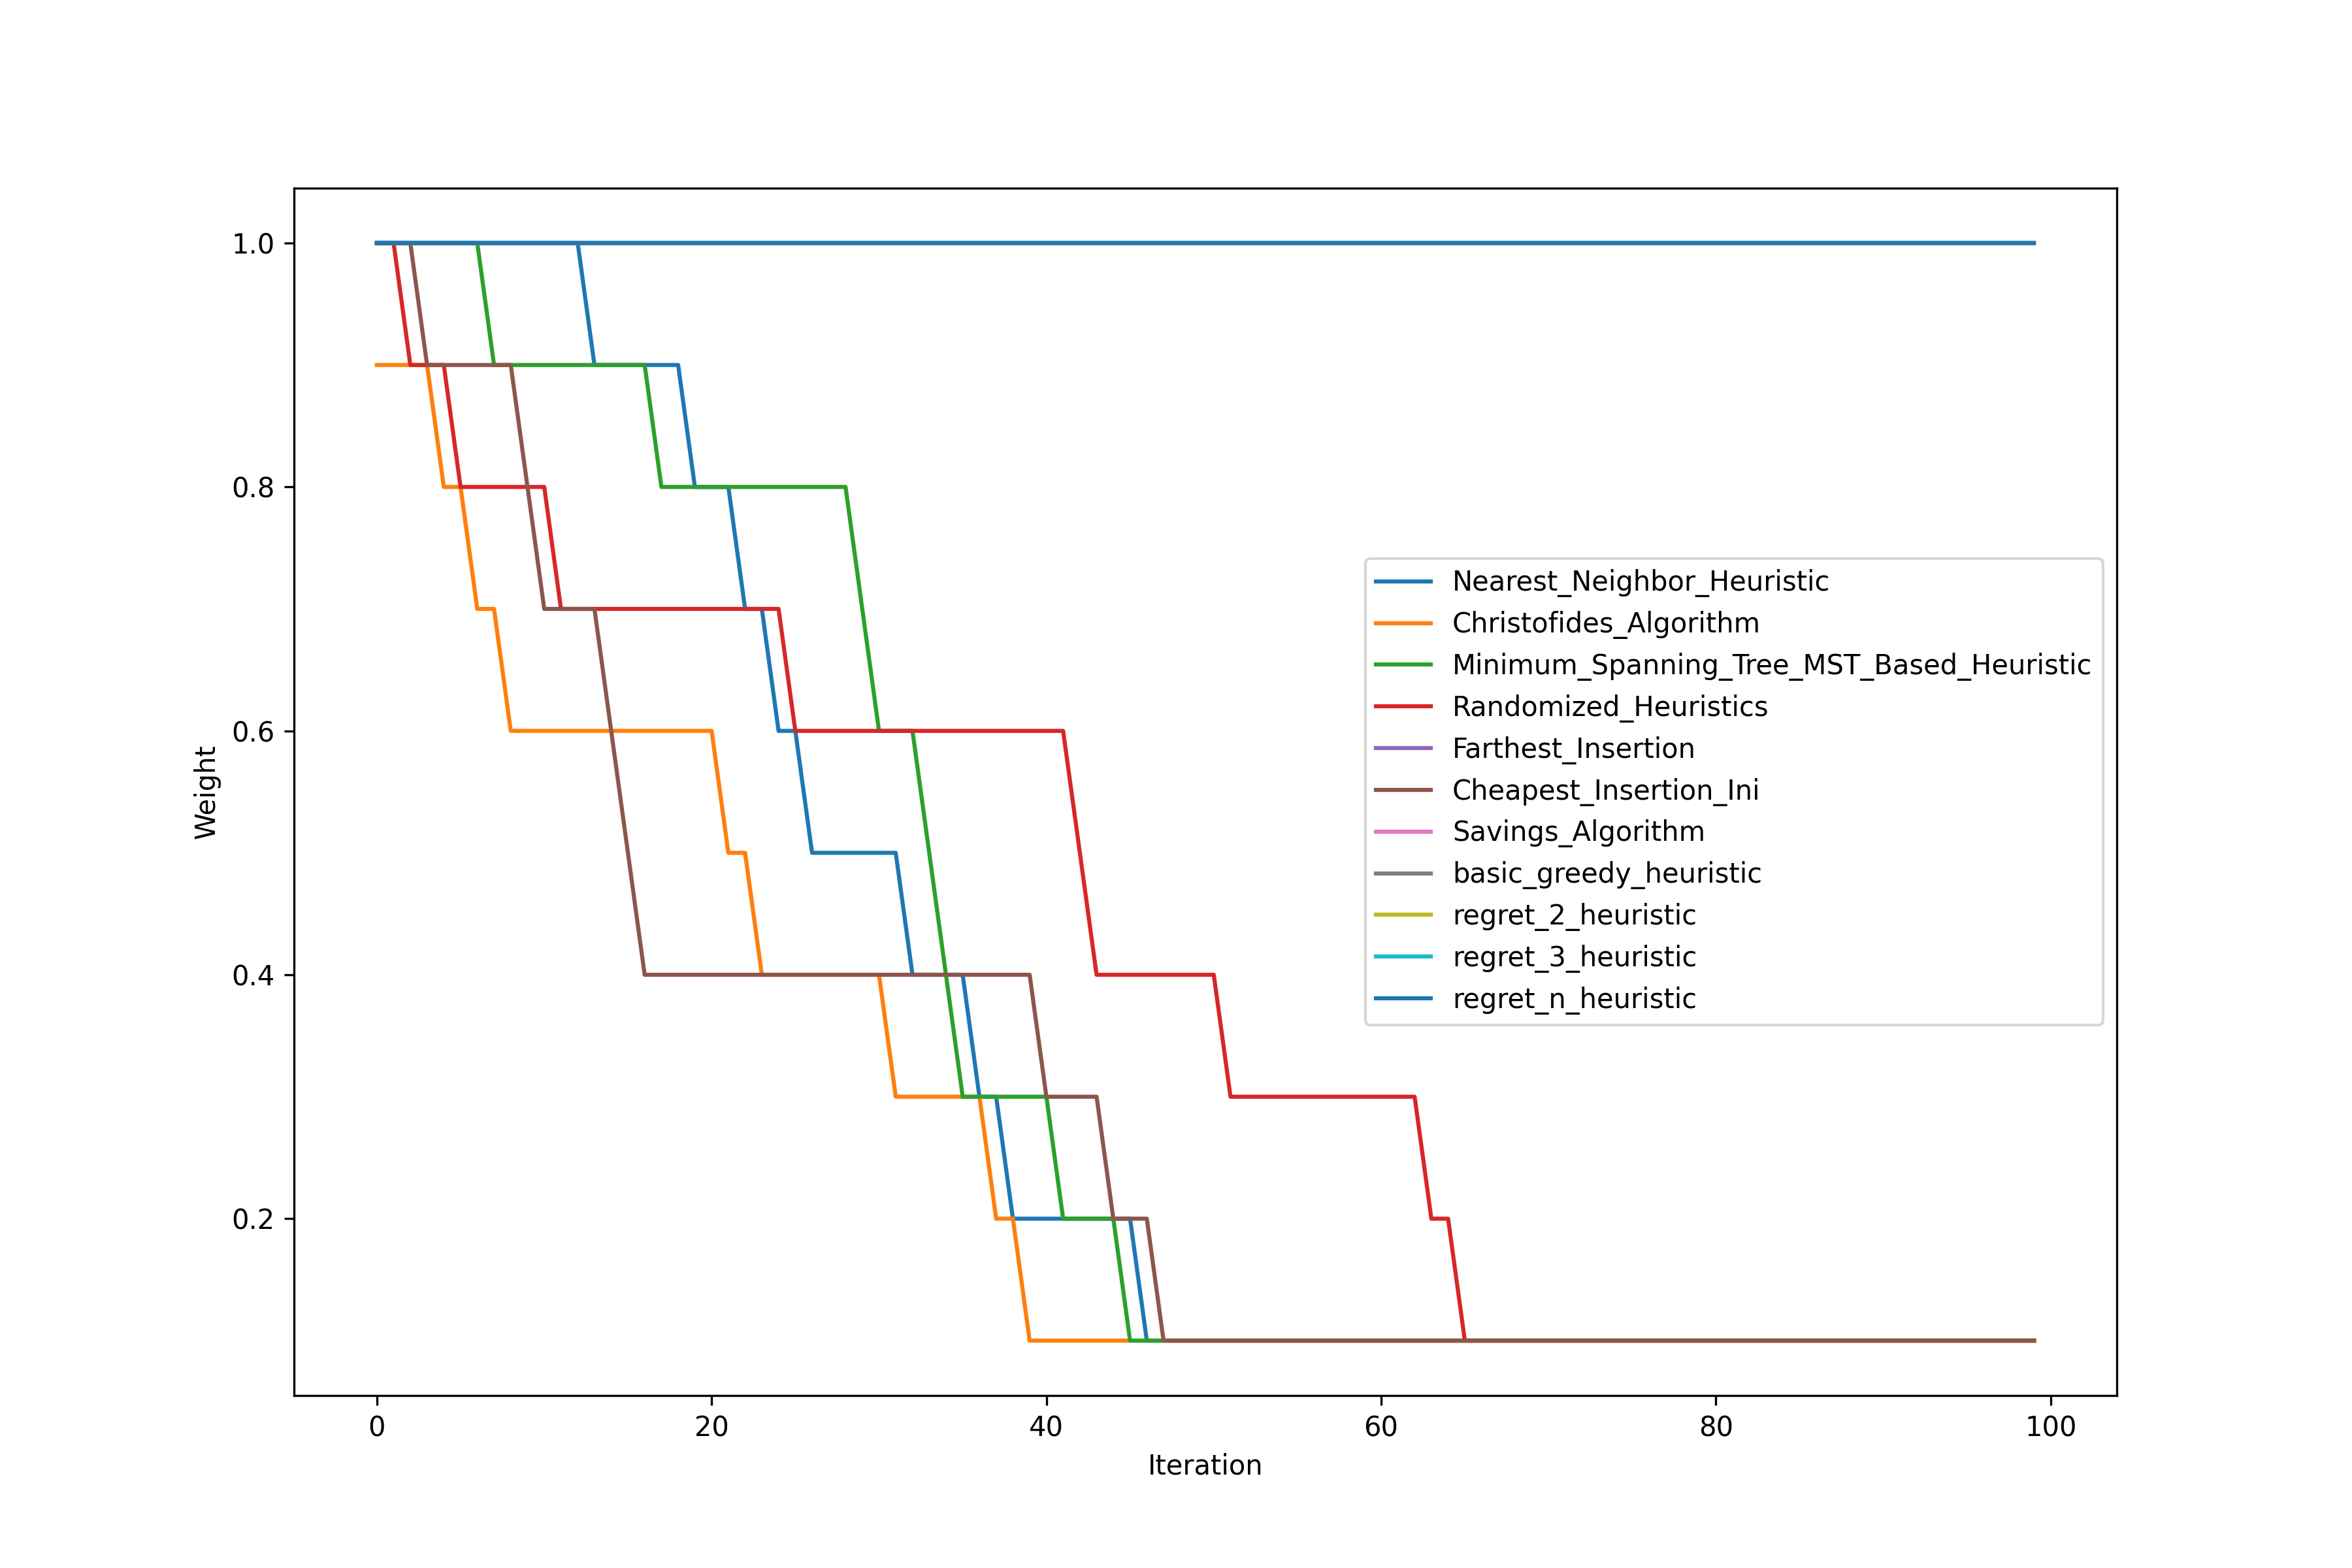 1.0
0.8
0.6
0.4
0.2
Weight
0 20 40 60 80 100
Iteration
Nearest_Neighbor_Heuristic
Christofides_Algorithm
Minimum_Spanning_Tree_MST_Based_Heuristic
Randomized_Heuristics
Farthest_Insertion
Cheapest_Insertion_Ini
Savings_Algorithm
basic_greedy_heuristic
regret_2_heuristic
regret_3_heuristic
regret_n_heuristic